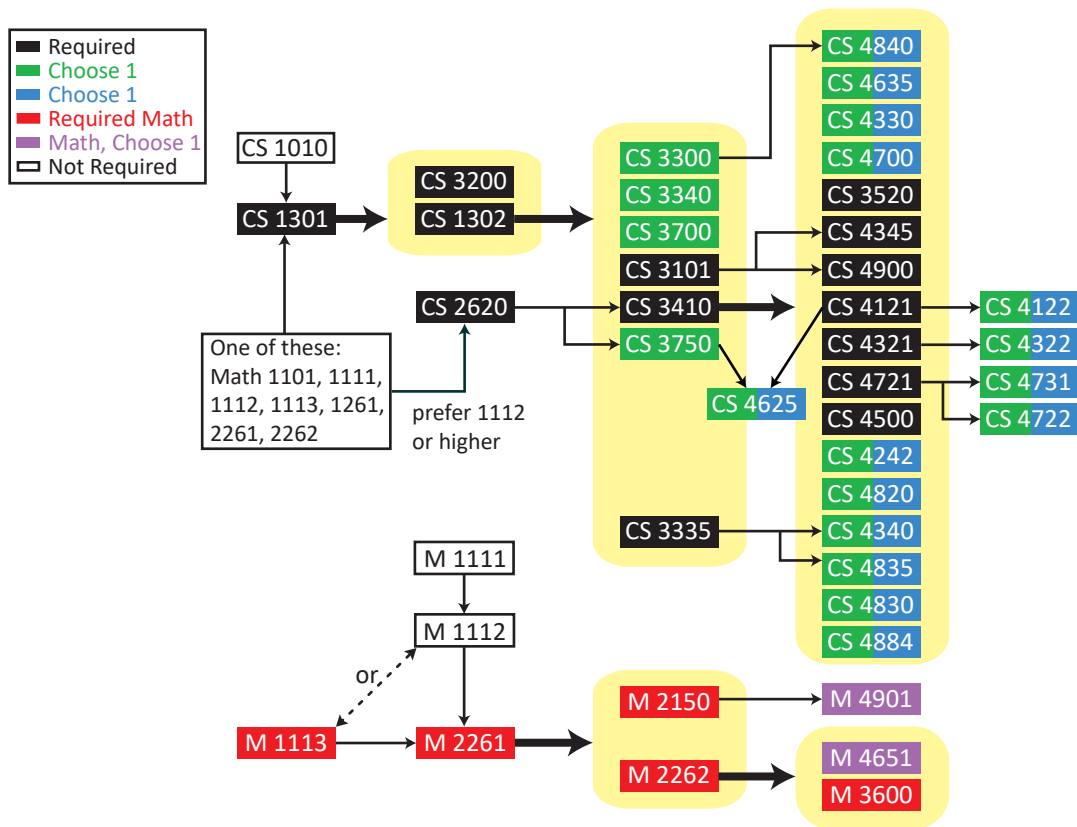 Required
Choose 1
Choose 1
Required Math
Math, Choose 1
Not Required
CS 1010
CS 1301
One of these:
Math 1101, 1111,
1112, 1113, 1261,
2261, 2262
CS 3200
CS 1302
CS 2620
prefer 1112
or higher
CS 3300
CS 3340
CS 3700
CS 3101
CS 3410
CS 3750
CS 4625
CS 3335
CS 4840
CS 4635
CS 4330
CS 4700
CS 3520
CS 4345
CS 4900
CS 4121
CS 4321
CS 4721
CS 4500
CS 4242
CS 4820
CS 4340
CS 4835
CS 4830
CS 4884
CS 4122
CS 4322
CS 4731
CS 4722
M 1111
M 1112
or
M 1113
M 2261
M 2150
M 2262
M 4901
M 4651
M 3600